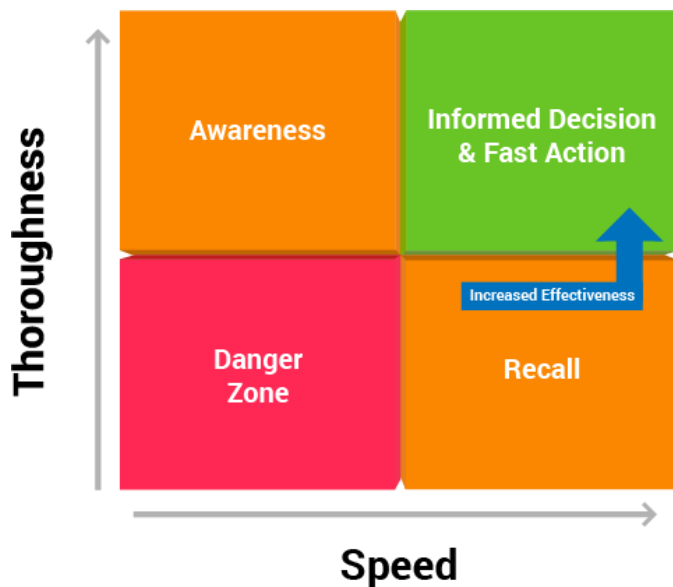 Thoroughness
Awareness
Informed Decision
& Fast Action
Increased Effectiveness
Danger
Zone
Recall
Speed